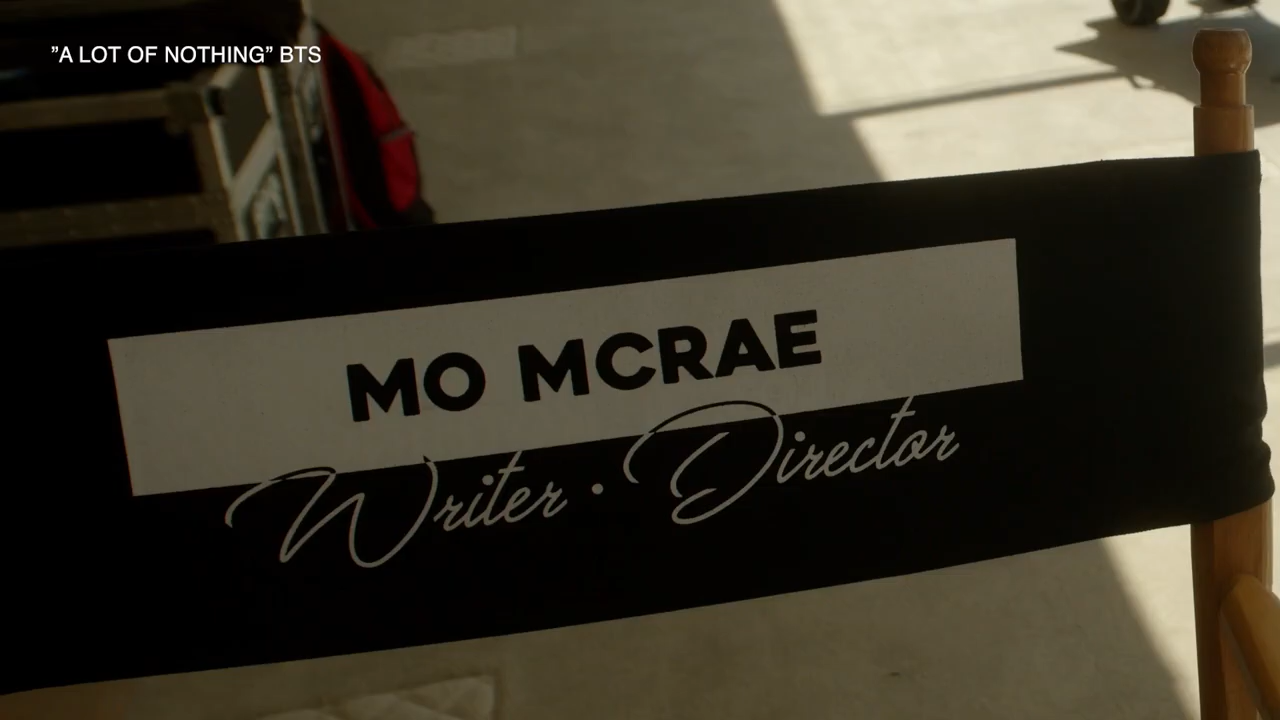 ”A LOT OF NOTHING” BTS
MO MCRAE
Writer • Director